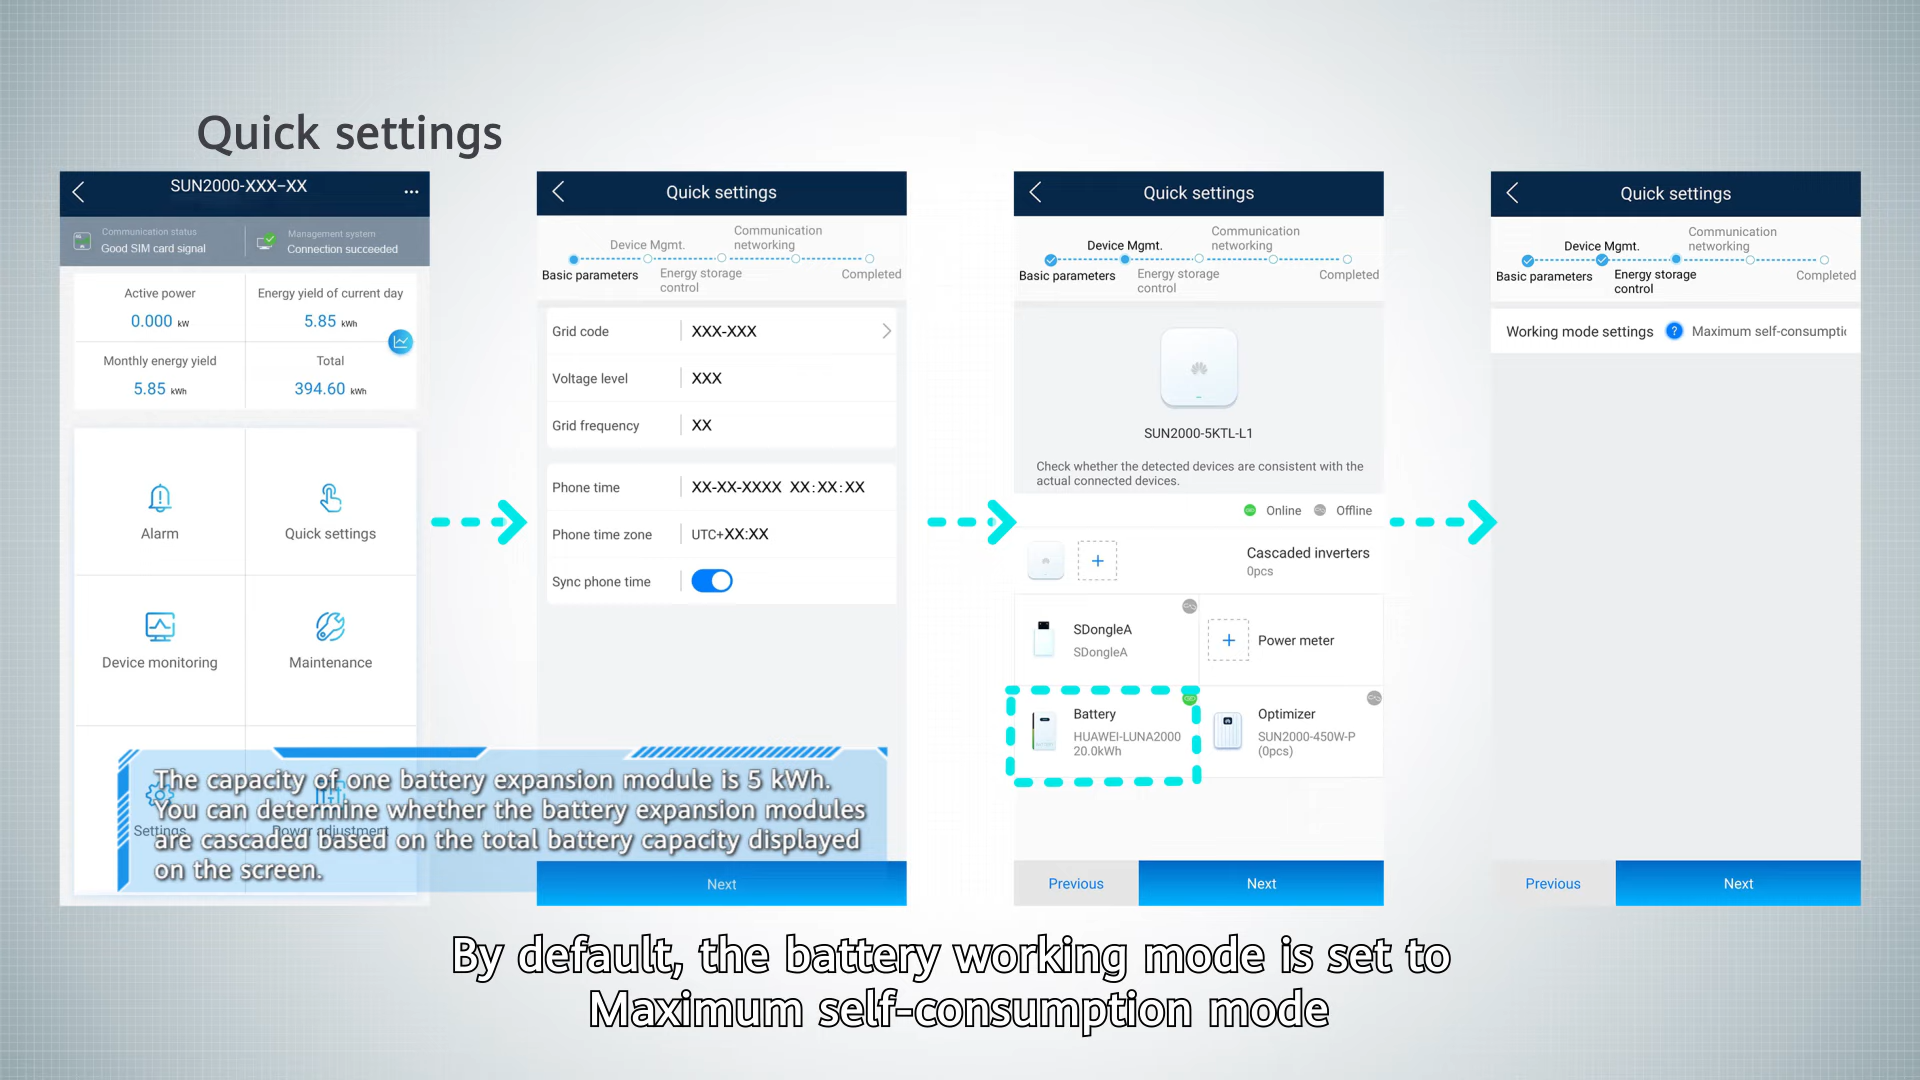 Quick settings
SUN2000-XXX-XX
...
Communication status
Good SIM card signal
Management system
Connection succeeded
Active power
0.000 kW
Energy yield of current day
5.85 kWh
Monthly energy yield
5.85 kWh
Total
394.60 kWh
Alarm
Quick settings
Device monitoring
Maintenance
Settings
Power adjustment
The capacity of one battery expansion module is 5 kWh.
You can determine whether the battery expansion modules
are cascaded based on the total battery capacity displayed
on the screen.
Quick settings
Device Mgmt.
Communication
networking
Basic parameters
Energy storage
control
Completed
Grid code
XXX-XXX
Voltage level
XXX
Grid frequency
XX
Phone time
XX-XX-XXXX XX:XX:XX
Phone time zone
UTC+XX:XX
Sync phone time
Next
Quick settings
Device Mgmt.
Communication
networking
Basic parameters
Energy storage
control
Completed
SUN2000-5KTL-L1
Check whether the detected devices are consistent with the
actual connected devices.
Online
Offline
+
Cascaded inverters
0pcs
SDongleA
SDongleA
+
Power meter
Battery
HUAWEI-LUNA2000
20.0kWh
Optimizer
SUN2000-450W-P
(0pcs)
Previous
Next
Quick settings
Device Mgmt.
Communication
networking
Basic parameters
Energy storage
control
Completed
Working mode settings
?
Maximum self-consumpti
Previous
Next
By default, the battery working mode is set to
Maximum self-consumption mode